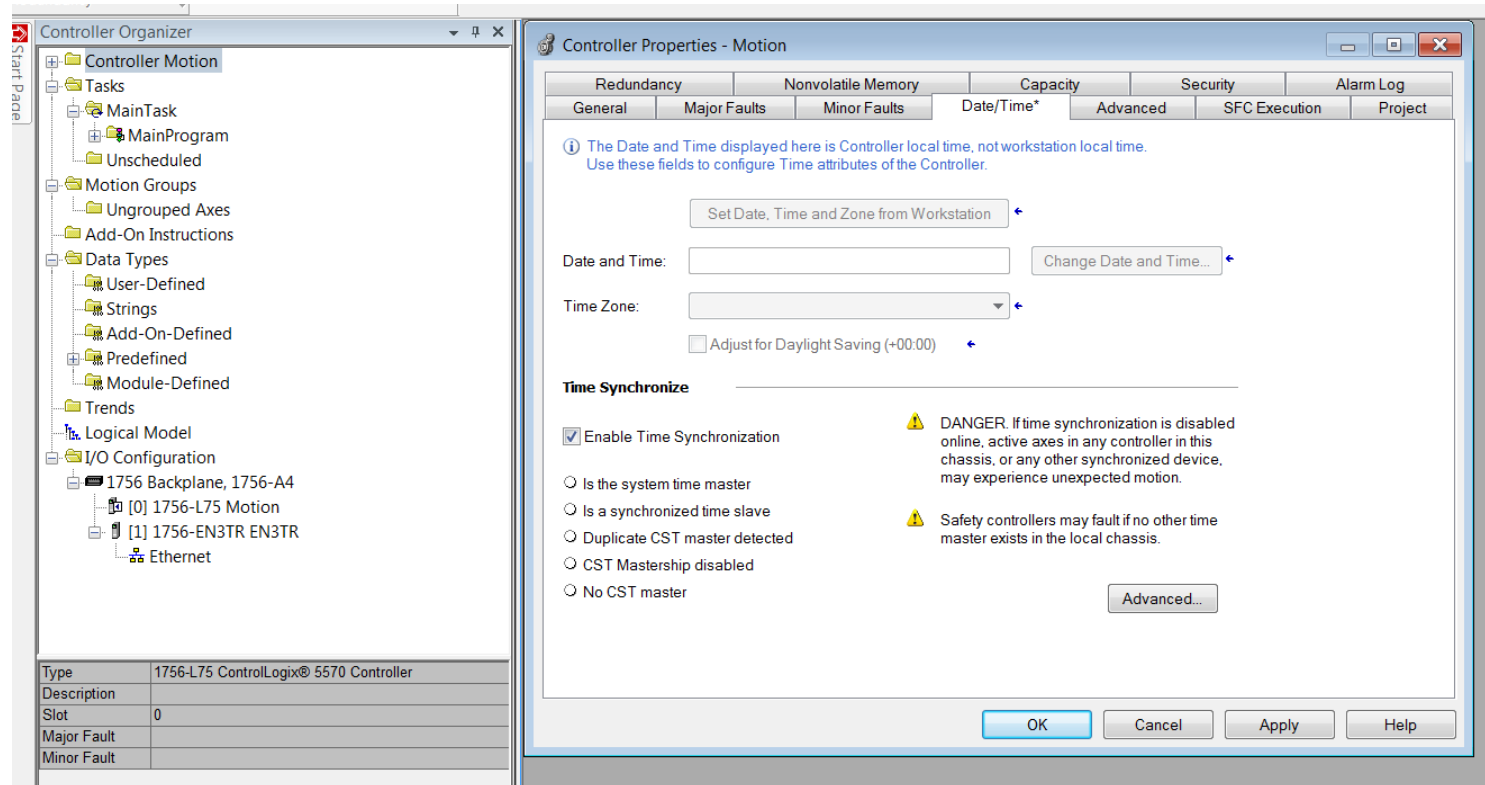 Start Page
Controller Organizer
Controller Motion
Tasks
MainTask
MainProgram
Unscheduled
Motion Groups
Ungrouped Axes
Add-On Instructions
Data Types
User-Defined
Strings
Add-On-Defined
Predefined
Module-Defined
Trends
Logical Model
I/O Configuration
1756 Backplane, 1756-A4
[0] 1756-L75 Motion
[1] 1756-EN3TR EN3TR
Ethernet
Type 1756-L75 ControlLogix® 5570 Controller
Description
Slot 0
Major Fault
Minor Fault
Controller Properties - Motion
Redundancy Nonvolatile Memory Capacity Security Alarm Log
General Major Faults Minor Faults Date/Time* Advanced SFC Execution Project
The Date and Time displayed here is Controller local time, not workstation local time.
Use these fields to configure Time attributes of the Controller.
Set Date, Time and Zone from Workstation
Date and Time: Change Date and Time...
Time Zone:
Adjust for Daylight Saving (+00:00)
Time Synchronize
Enable Time Synchronization
Is the system time master
Is a synchronized time slave
Duplicate CST master detected
CST Mastership disabled
No CST master
DANGER. If time synchronization is disabled
online, active axes in any controller in this
chassis, or any other synchronized device,
may experience unexpected motion.
Safety controllers may fault if no other time
master exists in the local chassis.
Advanced...
OK Cancel Apply Help